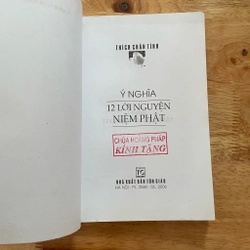 THÍCH CHÂN TÍNH
Ý NGHĨA
12 LỜI NGUYỆN
NIỆM PHẬT
CHÙA HOẰNG PHÁP
KÍNH TẶNG
NHÀ XUẤT BẢN TÔN GIÁO